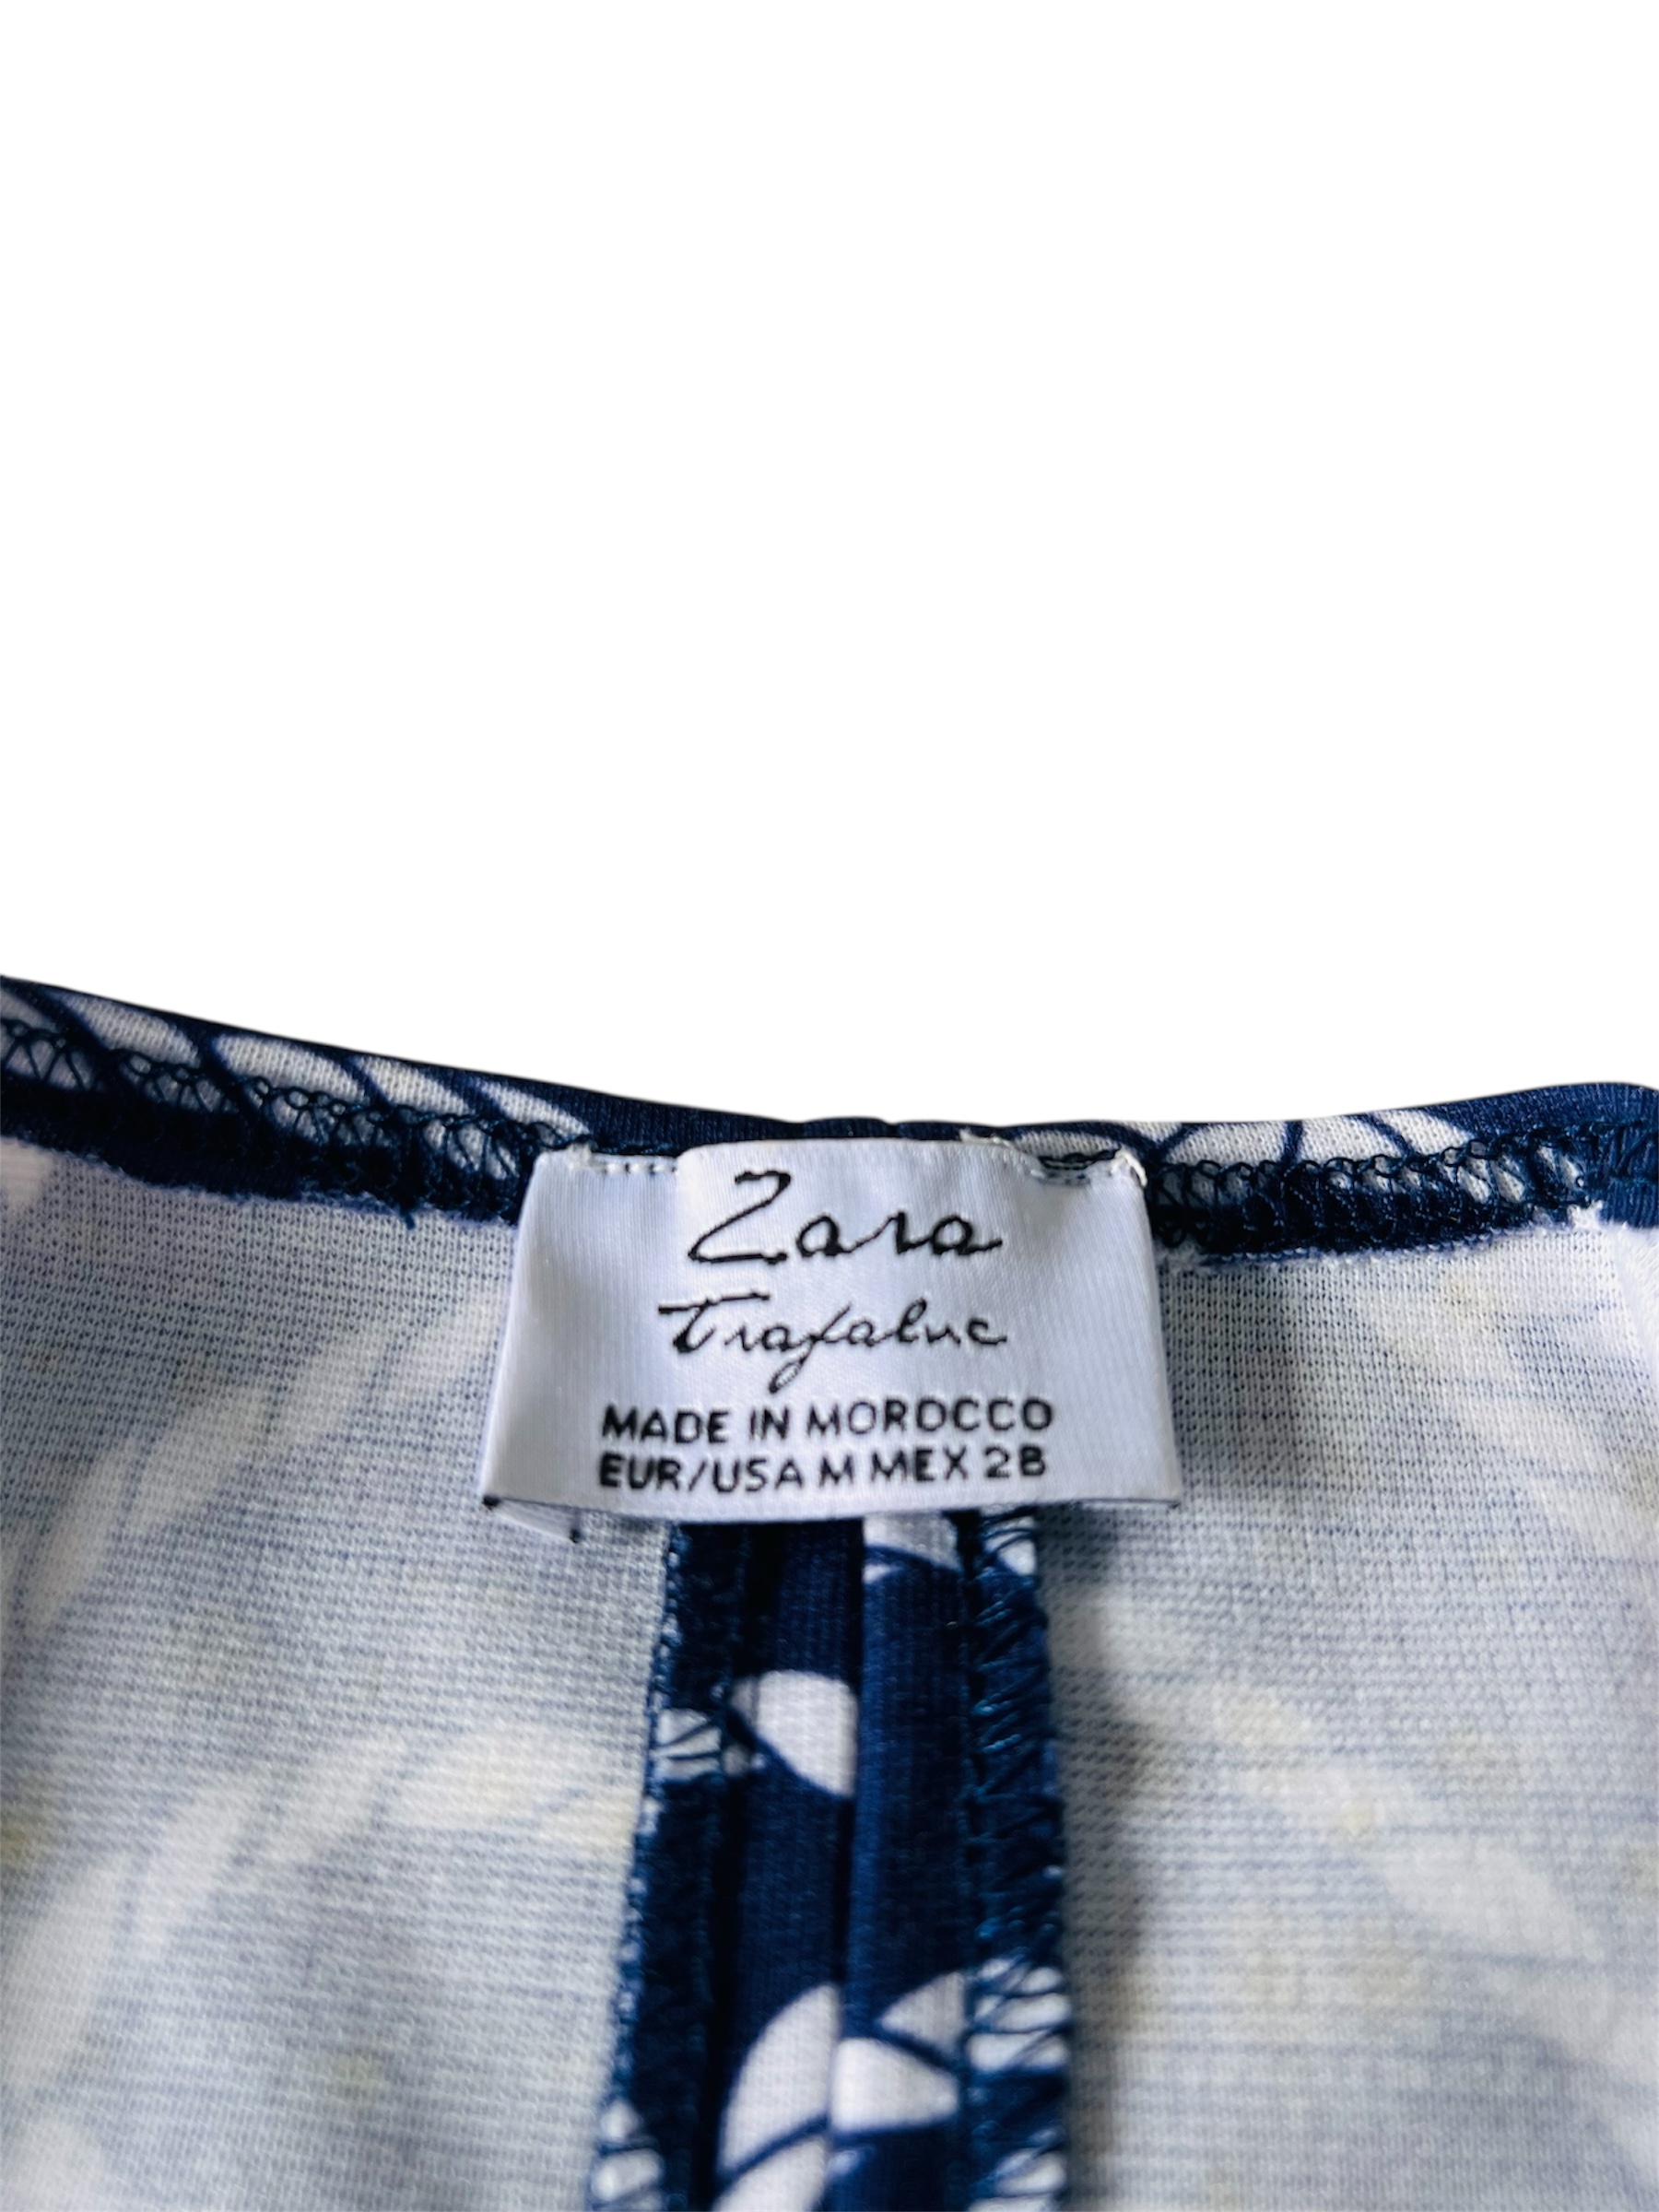 Zara
Trafaluc
MADE IN MOROCCO
EUR/USA M MEX 28